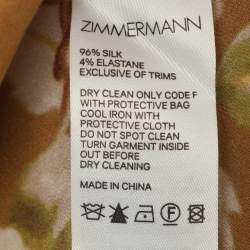 ZIMMERMANN
96% SILK
4% ELASTANE
EXCLUSIVE OF TRIMS
DRY CLEAN ONLY CODE F
WITH PROTECTIVE BAG
COOL IRON WITH
PROTECTIVE CLOTH
DO NOT SPOT CLEAN
TURN GARMENT INSIDE
OUT BEFORE
DRY CLEANING
MADE IN CHINA
F